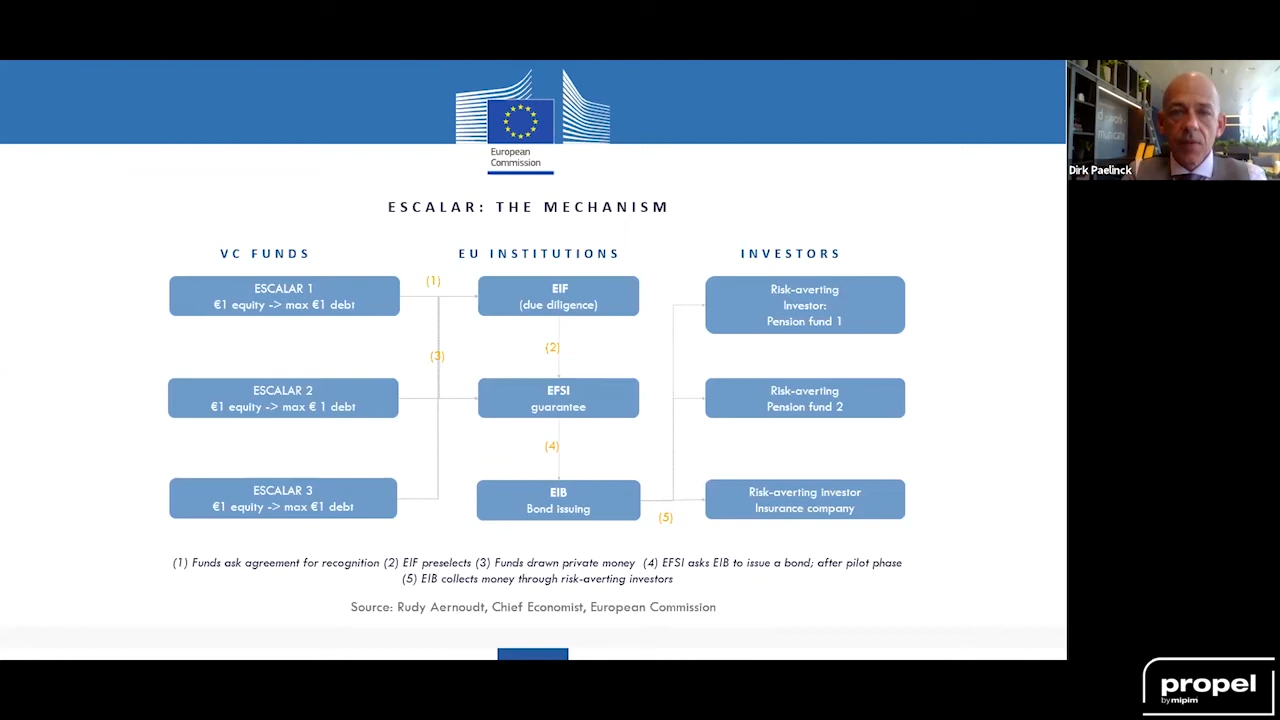 European
Commission
ESCALAR: THE MECHANISM
VC FUNDS
EU INSTITUTIONS
INVESTORS
ESCALAR 1
€1 equity -> max €1 debt
(1)
EIF
(due diligence)
Risk-averting
Investor:
Pension fund 1
(3)
(2)
ESCALAR 2
€1 equity -> max € 1 debt
EFSI
guarantee
Risk-averting
Pension fund 2
(4)
ESCALAR 3
€1 equity -> max €1 debt
EIB
Bond issuing
(5)
Risk-averting investor
Insurance company
(1) Funds ask agreement for recognition (2) EIF preselects (3) Funds drawn private money (4) EFSI asks EIB to issue a bond; after pilot phase
(5) EIB collects money through risk-averting investors
Source: Rudy Aernoudt, Chief Economist, European Commission
Dirk Paelinck
propel
by mipim